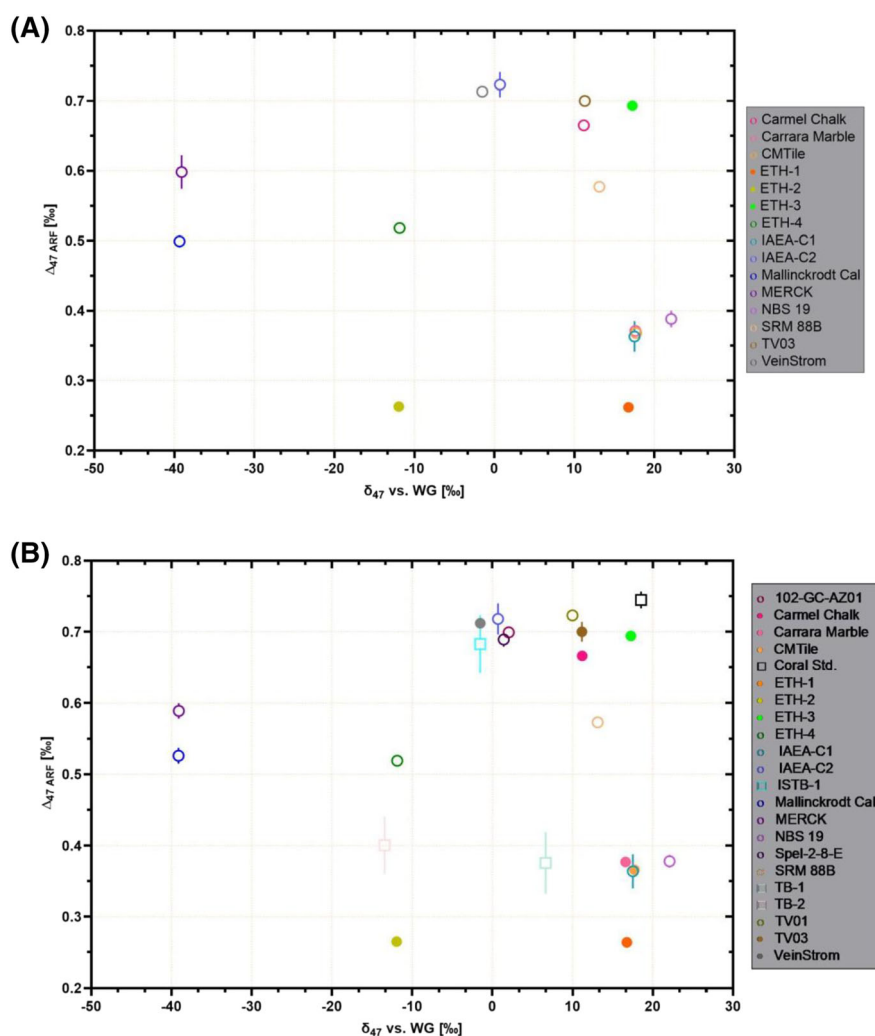 (A)
0.8
0.7
0.6
0.5
0.4
0.3
0.2
Δ47 ARF [‰]
-50 -40 -30 -20 -10 0 10 20 30
δ47 vs. WG [‰]
Carmel Chalk
Carrara Marble
CMTile
ETH-1
ETH-2
ETH-3
ETH-4
IAEA-C1
IAEA-C2
Mallinckrodt Cal
MERCK
NBS 19
SRM 88B
TV03
VeinStrom
(B)
0.8
0.7
0.6
0.5
0.4
0.3
0.2
Δ47 ARF [‰]
-50 -40 -30 -20 -10 0 10 20 30
δ47 vs. WG [‰]
102-GC-AZ01
Carmel Chalk
Carrara Marble
CMTile
Coral Std.
ETH-1
ETH-2
ETH-3
ETH-4
IAEA-C1
IAEA-C2
ISTB-1
Mallinckrodt Cal
MERCK
NBS 19
Spel-2-8-E
SRM 88B
TB-1
TB-2
TV01
TV03
VeinStrom